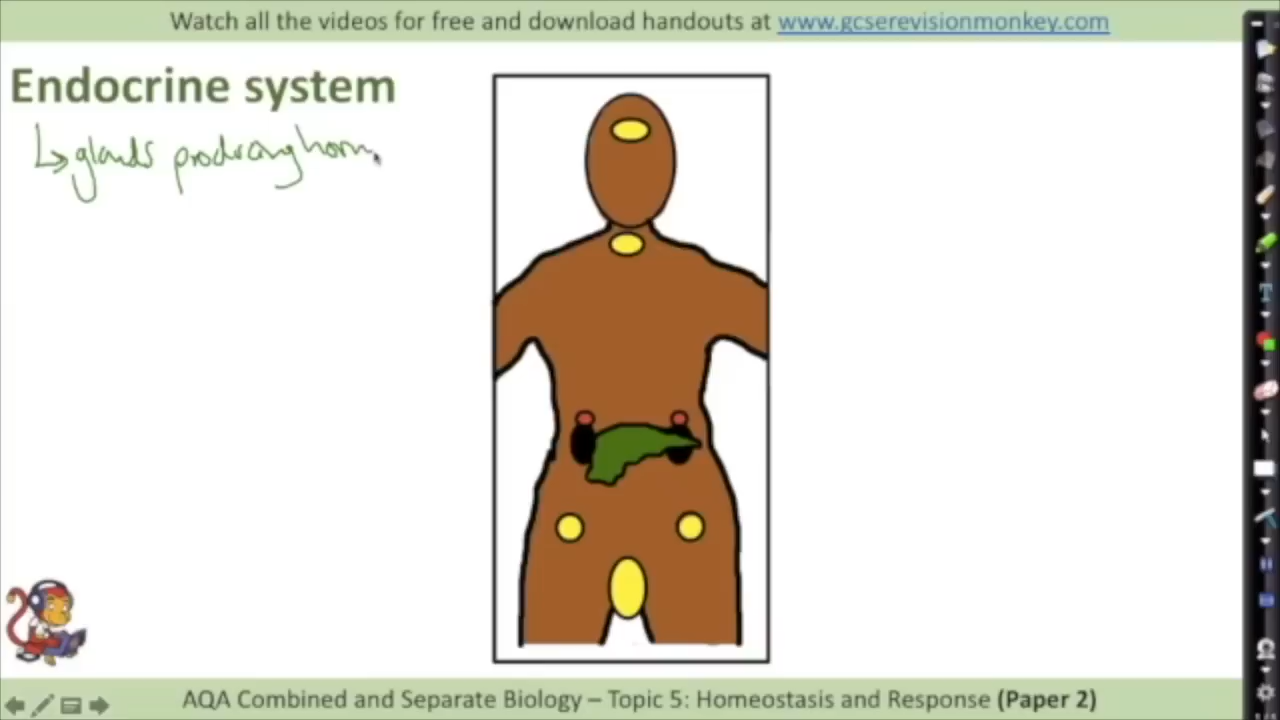 Watch all the videos for free and download handouts at www.gcserevisionmonkey.com
Endocrine system
↳ glands producing horm
AQA Combined and Separate Biology – Topic 5: Homeostasis and Response (Paper 2)